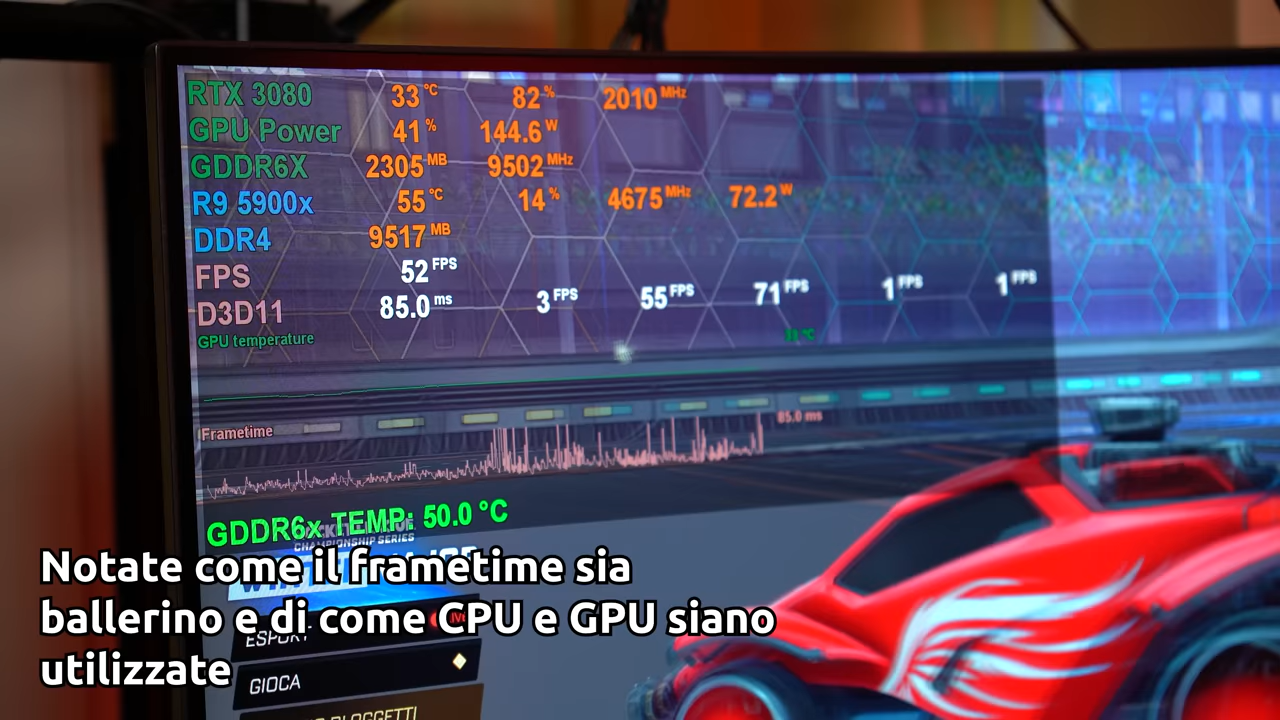 RTX 3080 33 °C 82 % 2010 MHz
GPU Power 41 % 144.6 W
GDDR6X 2305 MB 9502 MHz
R9 5900x 55 °C 14 % 4675 MHz 72.2 W
DDR4 9517 MB
FPS 52 FPS
D3D11 85.0 ms 3 FPS 55 FPS 71 FPS 1 FPS 1 FPS
GPU temperature 33 °C
Frametime 85.0 ms
GDDR6x TEMP: 50.0 °C
CHAMPIONSHIP SERIES
Notate come il frametime sia
ballerino e di come CPU e GPU siano
utilizzate
ESPORT
GIOCA